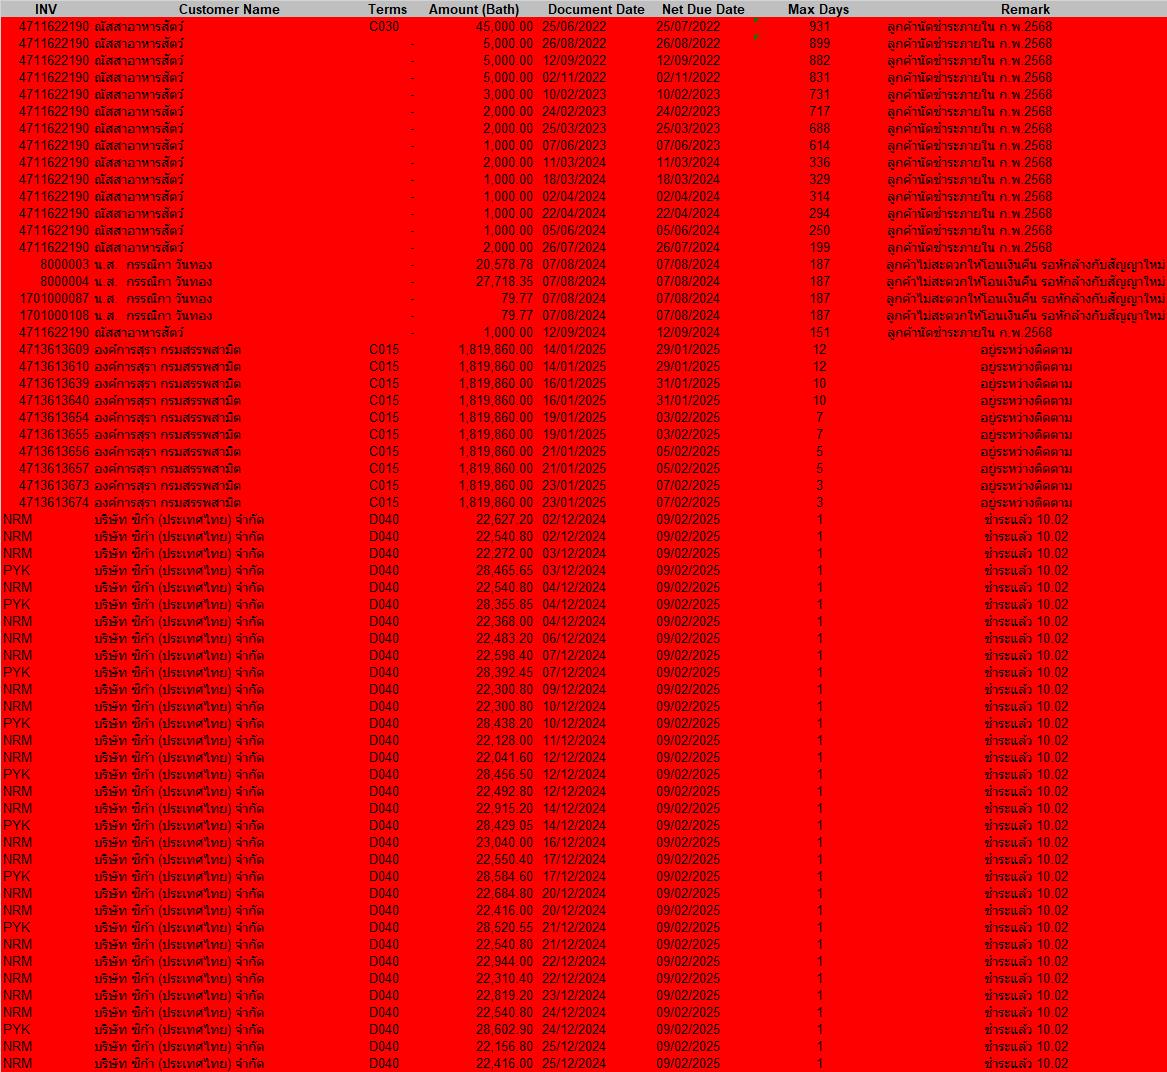 INV Customer Name Terms Amount (Bath) Document Date Net Due Date Max Days Remark
4711622190 ณัสสาอาหารสัตว์ C030 45,000.00 25/06/2022 25/07/2022 931 ลูกค้านัดชำระภายใน ก.พ.2568
4711622190 ณัสสาอาหารสัตว์ - 5,000.00 26/08/2022 26/08/2022 899 ลูกค้านัดชำระภายใน ก.พ.2568
4711622190 ณัสสาอาหารสัตว์ - 5,000.00 12/09/2022 12/09/2022 882 ลูกค้านัดชำระภายใน ก.พ.2568
4711622190 ณัสสาอาหารสัตว์ - 5,000.00 02/11/2022 02/11/2022 831 ลูกค้านัดชำระภายใน ก.พ.2568
4711622190 ณัสสาอาหารสัตว์ - 3,000.00 10/02/2023 10/02/2023 731 ลูกค้านัดชำระภายใน ก.พ.2568
4711622190 ณัสสาอาหารสัตว์ - 2,000.00 24/02/2023 24/02/2023 717 ลูกค้านัดชำระภายใน ก.พ.2568
4711622190 ณัสสาอาหารสัตว์ - 2,000.00 25/03/2023 25/03/2023 688 ลูกค้านัดชำระภายใน ก.พ.2568
4711622190 ณัสสาอาหารสัตว์ - 1,000.00 07/06/2023 07/06/2023 614 ลูกค้านัดชำระภายใน ก.พ.2568
4711622190 ณัสสาอาหารสัตว์ - 2,000.00 11/03/2024 11/03/2024 336 ลูกค้านัดชำระภายใน ก.พ.2568
4711622190 ณัสสาอาหารสัตว์ - 1,000.00 18/03/2024 18/03/2024 329 ลูกค้านัดชำระภายใน ก.พ.2568
4711622190 ณัสสาอาหารสัตว์ - 1,000.00 02/04/2024 02/04/2024 314 ลูกค้านัดชำระภายใน ก.พ.2568
4711622190 ณัสสาอาหารสัตว์ - 1,000.00 22/04/2024 22/04/2024 294 ลูกค้านัดชำระภายใน ก.พ.2568
4711622190 ณัสสาอาหารสัตว์ - 1,000.00 05/06/2024 05/06/2024 250 ลูกค้านัดชำระภายใน ก.พ.2568
4711622190 ณัสสาอาหารสัตว์ - 2,000.00 26/07/2024 26/07/2024 199 ลูกค้านัดชำระภายใน ก.พ.2568
8000003 น.ส. กรรณิกา วันทอง - 20,578.78 07/08/2024 07/08/2024 187 ลูกค้าไม่สะดวกให้โอนเงินคืน รอหักล้างกับสัญญาใหม่
8000004 น.ส. กรรณิกา วันทอง - 27,718.35 07/08/2024 07/08/2024 187 ลูกค้าไม่สะดวกให้โอนเงินคืน รอหักล้างกับสัญญาใหม่
1701000087 น.ส. กรรณิกา วันทอง - 79.77 07/08/2024 07/08/2024 187 ลูกค้าไม่สะดวกให้โอนเงินคืน รอหักล้างกับสัญญาใหม่
1701000108 น.ส. กรรณิกา วันทอง - 79.77 07/08/2024 07/08/2024 187 ลูกค้าไม่สะดวกให้โอนเงินคืน รอหักล้างกับสัญญาใหม่
4711622190 ณัสสาอาหารสัตว์ - 1,000.00 12/09/2024 12/09/2024 151 ลูกค้านัดชำระภายใน ก.พ.2568
4713613609 องค์การสุรา กรมสรรพสามิต C015 1,819,860.00 14/01/2025 29/01/2025 12 อยู่ระหว่างติดตาม
4713613610 องค์การสุรา กรมสรรพสามิต C015 1,819,860.00 14/01/2025 29/01/2025 12 อยู่ระหว่างติดตาม
4713613639 องค์การสุรา กรมสรรพสามิต C015 1,819,860.00 16/01/2025 31/01/2025 10 อยู่ระหว่างติดตาม
4713613640 องค์การสุรา กรมสรรพสามิต C015 1,819,860.00 16/01/2025 31/01/2025 10 อยู่ระหว่างติดตาม
4713613654 องค์การสุรา กรมสรรพสามิต C015 1,819,860.00 19/01/2025 03/02/2025 7 อยู่ระหว่างติดตาม
4713613655 องค์การสุรา กรมสรรพสามิต C015 1,819,860.00 19/01/2025 03/02/2025 7 อยู่ระหว่างติดตาม
4713613656 องค์การสุรา กรมสรรพสามิต C015 1,819,860.00 21/01/2025 05/02/2025 5 อยู่ระหว่างติดตาม
4713613657 องค์การสุรา กรมสรรพสามิต C015 1,819,860.00 21/01/2025 05/02/2025 5 อยู่ระหว่างติดตาม
4713613673 องค์การสุรา กรมสรรพสามิต C015 1,819,860.00 23/01/2025 07/02/2025 3 อยู่ระหว่างติดตาม
4713613674 องค์การสุรา กรมสรรพสามิต C015 1,819,860.00 23/01/2025 07/02/2025 3 อยู่ระหว่างติดตาม
NRM บริษัท ซีก้า (ประเทศไทย) จำกัด D040 22,627.20 02/12/2024 09/02/2025 1 ชำระแล้ว 10.02
NRM บริษัท ซีก้า (ประเทศไทย) จำกัด D040 22,540.80 02/12/2024 09/02/2025 1 ชำระแล้ว 10.02
NRM บริษัท ซีก้า (ประเทศไทย) จำกัด D040 22,272.00 03/12/2024 09/02/2025 1 ชำระแล้ว 10.02
PYK บริษัท ซีก้า (ประเทศไทย) จำกัด D040 28,465.65 03/12/2024 09/02/2025 1 ชำระแล้ว 10.02
NRM บริษัท ซีก้า (ประเทศไทย) จำกัด D040 22,540.80 04/12/2024 09/02/2025 1 ชำระแล้ว 10.02
PYK บริษัท ซีก้า (ประเทศไทย) จำกัด D040 28,355.85 04/12/2024 09/02/2025 1 ชำระแล้ว 10.02
NRM บริษัท ซีก้า (ประเทศไทย) จำกัด D040 22,368.00 04/12/2024 09/02/2025 1 ชำระแล้ว 10.02
NRM บริษัท ซีก้า (ประเทศไทย) จำกัด D040 22,483.20 06/12/2024 09/02/2025 1 ชำระแล้ว 10.02
NRM บริษัท ซีก้า (ประเทศไทย) จำกัด D040 22,598.40 07/12/2024 09/02/2025 1 ชำระแล้ว 10.02
PYK บริษัท ซีก้า (ประเทศไทย) จำกัด D040 28,392.45 07/12/2024 09/02/2025 1 ชำระแล้ว 10.02
NRM บริษัท ซีก้า (ประเทศไทย) จำกัด D040 22,300.80 09/12/2024 09/02/2025 1 ชำระแล้ว 10.02
NRM บริษัท ซีก้า (ประเทศไทย) จำกัด D040 22,300.80 10/12/2024 09/02/2025 1 ชำระแล้ว 10.02
PYK บริษัท ซีก้า (ประเทศไทย) จำกัด D040 28,438.20 10/12/2024 09/02/2025 1 ชำระแล้ว 10.02
NRM บริษัท ซีก้า (ประเทศไทย) จำกัด D040 22,128.00 11/12/2024 09/02/2025 1 ชำระแล้ว 10.02
NRM บริษัท ซีก้า (ประเทศไทย) จำกัด D040 22,041.60 12/12/2024 09/02/2025 1 ชำระแล้ว 10.02
PYK บริษัท ซีก้า (ประเทศไทย) จำกัด D040 28,456.50 12/12/2024 09/02/2025 1 ชำระแล้ว 10.02
NRM บริษัท ซีก้า (ประเทศไทย) จำกัด D040 22,492.80 12/12/2024 09/02/2025 1 ชำระแล้ว 10.02
NRM บริษัท ซีก้า (ประเทศไทย) จำกัด D040 22,915.20 14/12/2024 09/02/2025 1 ชำระแล้ว 10.02
PYK บริษัท ซีก้า (ประเทศไทย) จำกัด D040 28,429.05 14/12/2024 09/02/2025 1 ชำระแล้ว 10.02
NRM บริษัท ซีก้า (ประเทศไทย) จำกัด D040 23,040.00 16/12/2024 09/02/2025 1 ชำระแล้ว 10.02
NRM บริษัท ซีก้า (ประเทศไทย) จำกัด D040 22,550.40 17/12/2024 09/02/2025 1 ชำระแล้ว 10.02
PYK บริษัท ซีก้า (ประเทศไทย) จำกัด D040 28,584.60 17/12/2024 09/02/2025 1 ชำระแล้ว 10.02
NRM บริษัท ซีก้า (ประเทศไทย) จำกัด D040 22,684.80 20/12/2024 09/02/2025 1 ชำระแล้ว 10.02
NRM บริษัท ซีก้า (ประเทศไทย) จำกัด D040 22,416.00 20/12/2024 09/02/2025 1 ชำระแล้ว 10.02
PYK บริษัท ซีก้า (ประเทศไทย) จำกัด D040 28,520.55 21/12/2024 09/02/2025 1 ชำระแล้ว 10.02
NRM บริษัท ซีก้า (ประเทศไทย) จำกัด D040 22,540.80 21/12/2024 09/02/2025 1 ชำระแล้ว 10.02
NRM บริษัท ซีก้า (ประเทศไทย) จำกัด D040 22,944.00 22/12/2024 09/02/2025 1 ชำระแล้ว 10.02
NRM บริษัท ซีก้า (ประเทศไทย) จำกัด D040 22,310.40 22/12/2024 09/02/2025 1 ชำระแล้ว 10.02
NRM บริษัท ซีก้า (ประเทศไทย) จำกัด D040 22,819.20 23/12/2024 09/02/2025 1 ชำระแล้ว 10.02
NRM บริษัท ซีก้า (ประเทศไทย) จำกัด D040 22,540.80 24/12/2024 09/02/2025 1 ชำระแล้ว 10.02
PYK บริษัท ซีก้า (ประเทศไทย) จำกัด D040 28,602.90 24/12/2024 09/02/2025 1 ชำระแล้ว 10.02
NRM บริษัท ซีก้า (ประเทศไทย) จำกัด D040 22,156.80 25/12/2024 09/02/2025 1 ชำระแล้ว 10.02
NRM บริษัท ซีก้า (ประเทศไทย) จำกัด D040 22,416.00 25/12/2024 09/02/2025 1 ชำระแล้ว 10.02